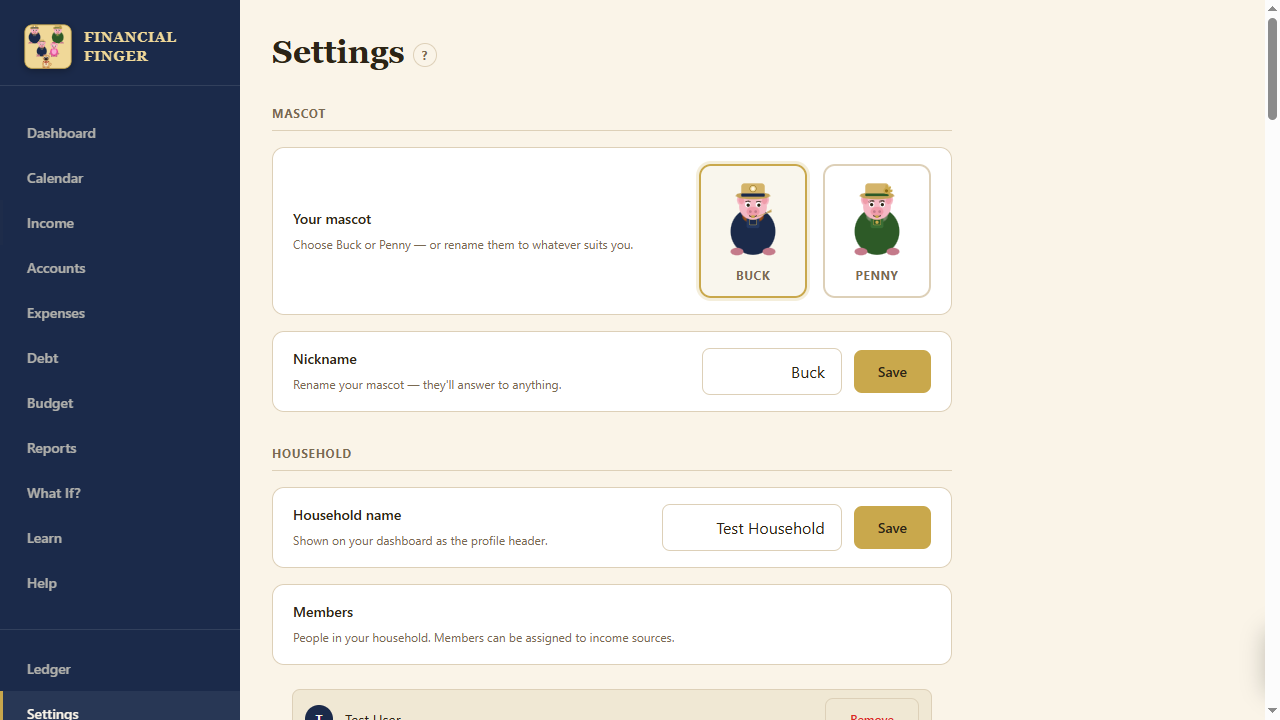 FINANCIAL
FINGER
Dashboard
Calendar
Income
Accounts
Expenses
Debt
Budget
Reports
What If?
Learn
Help
Ledger
Settings
Settings ?
MASCOT
Your mascot
Choose Buck or Penny — or rename them to whatever suits you.
BUCK
PENNY
Nickname
Rename your mascot — they'll answer to anything.
Buck
Save
HOUSEHOLD
Household name
Shown on your dashboard as the profile header.
Test Household
Save
Members
People in your household. Members can be assigned to income sources.
T
Test User
Remove